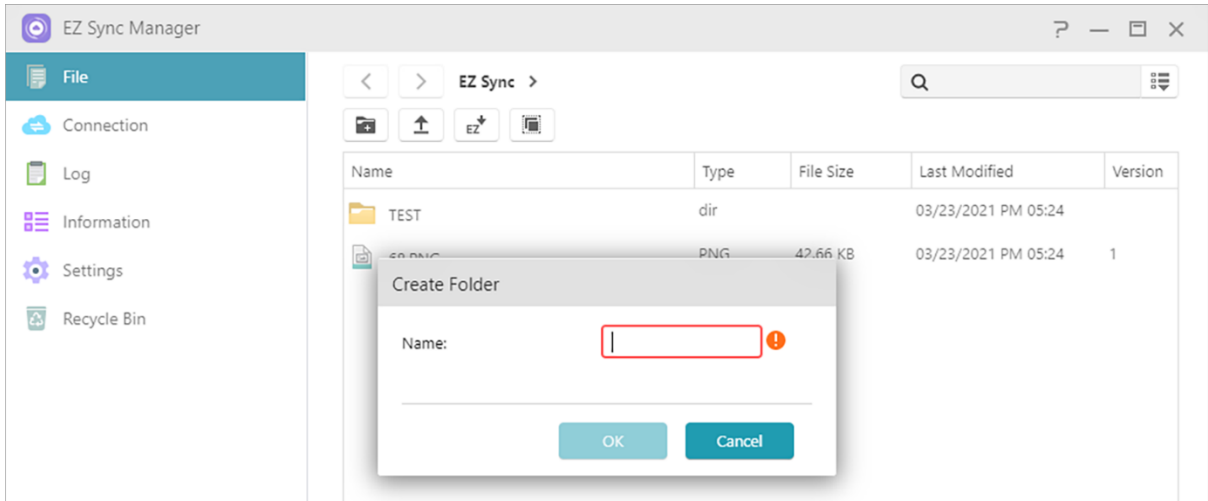 EZ Sync Manager
File
Connection
Log
Information
Settings
Recycle Bin
EZ Sync >
EZ
Name Type File Size Last Modified Version
TEST dir 03/23/2021 PM 05:24
PNG 42.66 KB 03/23/2021 PM 05:24 1
Create Folder
Name:
OK Cancel